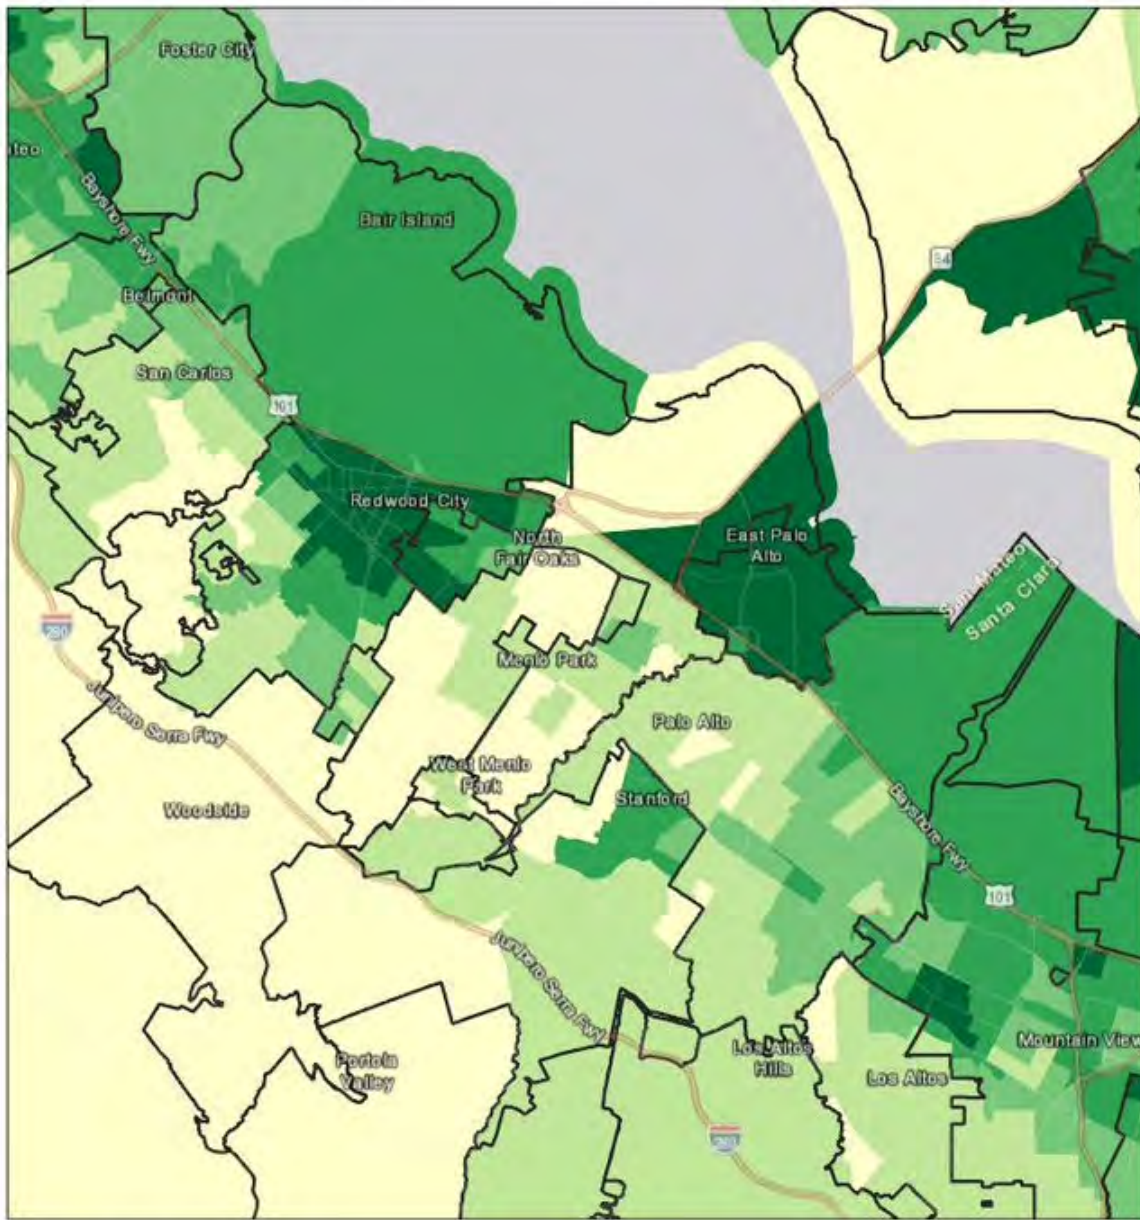 Foster City
ateo
Bayshore Fwy
Bair Island
84
Belmont
San Carlos
101
Redwood City
North
Fair Oaks
East Palo
Alto
San Mateo
Santa Clara
280
Menlo Park
Junipero Serra Fwy
Palo Alto
West Menlo
Park
Stanford
Woodside
Bayshore Fwy
101
Junipero Serra Fwy
Mountain View
Los Altos
Hills
Portola
Valley
Los Altos
280